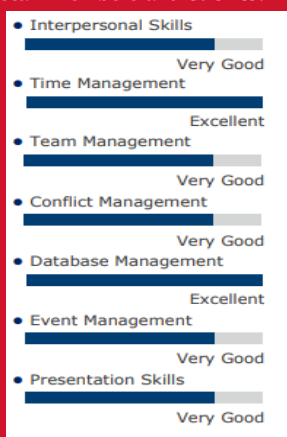 • Interpersonal Skills
Very Good
• Time Management
Excellent
• Team Management
Very Good
• Conflict Management
Very Good
• Database Management
Excellent
• Event Management
Very Good
• Presentation Skills
Very Good